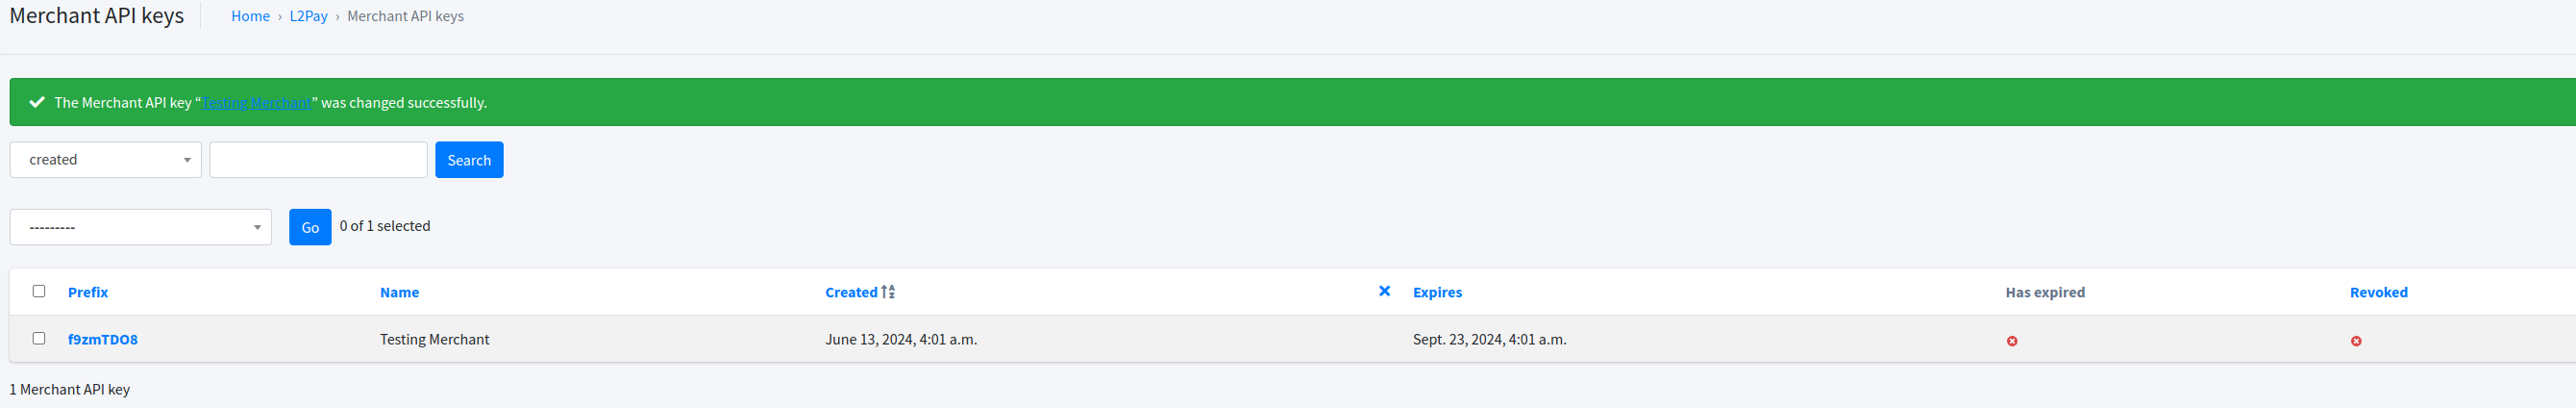 Merchant API keys
Home › L2Pay › Merchant API keys
The Merchant API key “Testing Merchant” was changed successfully.
created Search
--------- Go 0 of 1 selected
Prefix Name Created Expires Has expired Revoked
f9zmTDO8 Testing Merchant June 13, 2024, 4:01 a.m. Sept. 23, 2024, 4:01 a.m.
1 Merchant API key